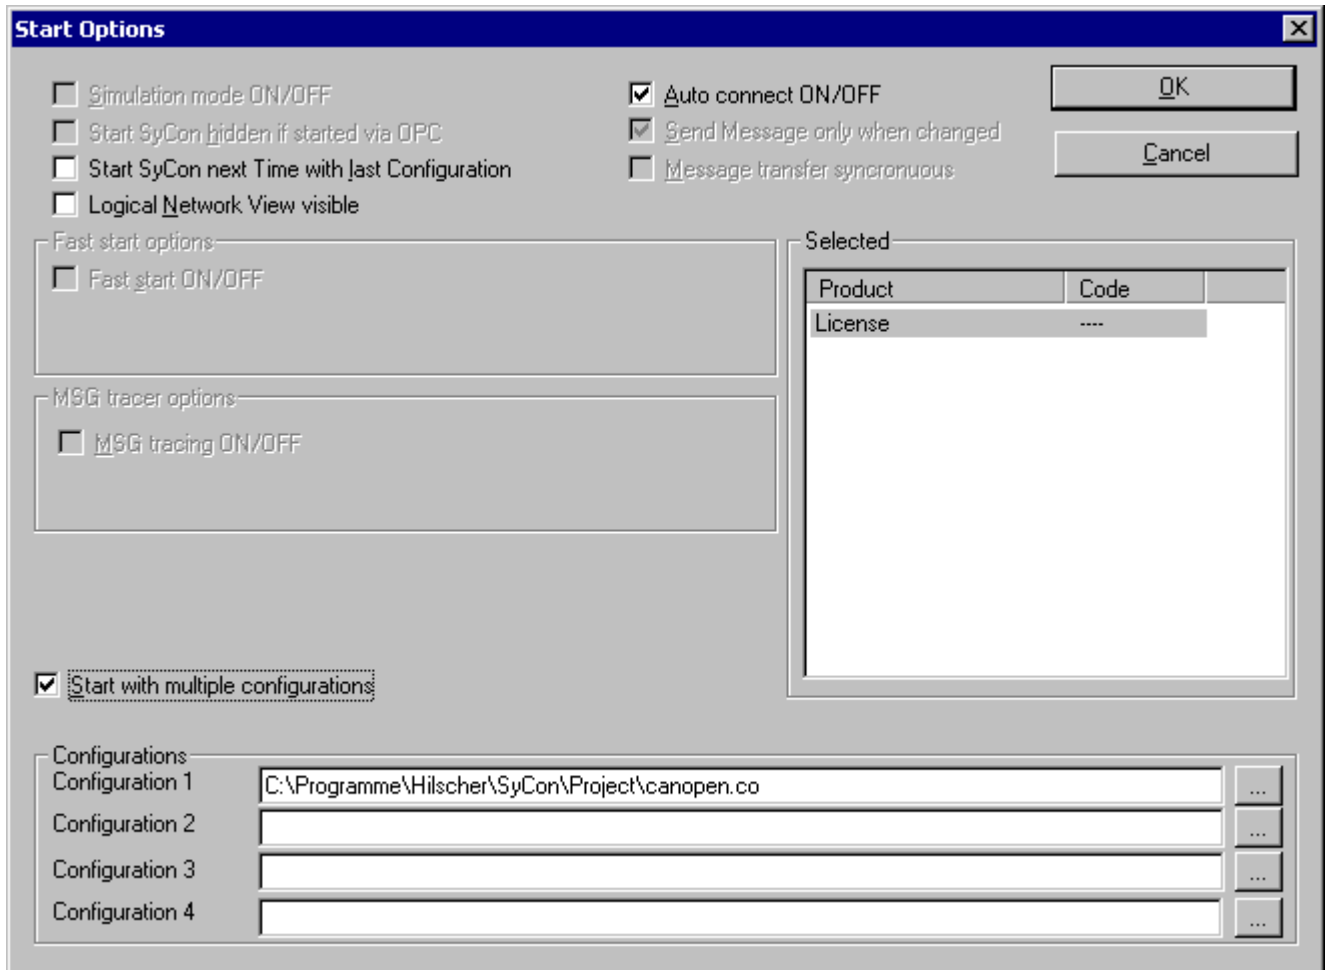 Start Options
Simulation mode ON/OFF
Start SyCon hidden if started via OPC
Start SyCon next Time with last Configuration
Logical Network View visible
Auto connect ON/OFF
Send Message only when changed
Message transfer syncronuous
OK
Cancel
Fast start options
Fast start ON/OFF
MSG tracer options
MSG tracing ON/OFF
Selected
Product Code
License ----
Start with multiple configurations
Configurations
Configuration 1 C:\Programme\Hilscher\SyCon\Project\canopen.co ...
Configuration 2 ...
Configuration 3 ...
Configuration 4 ...